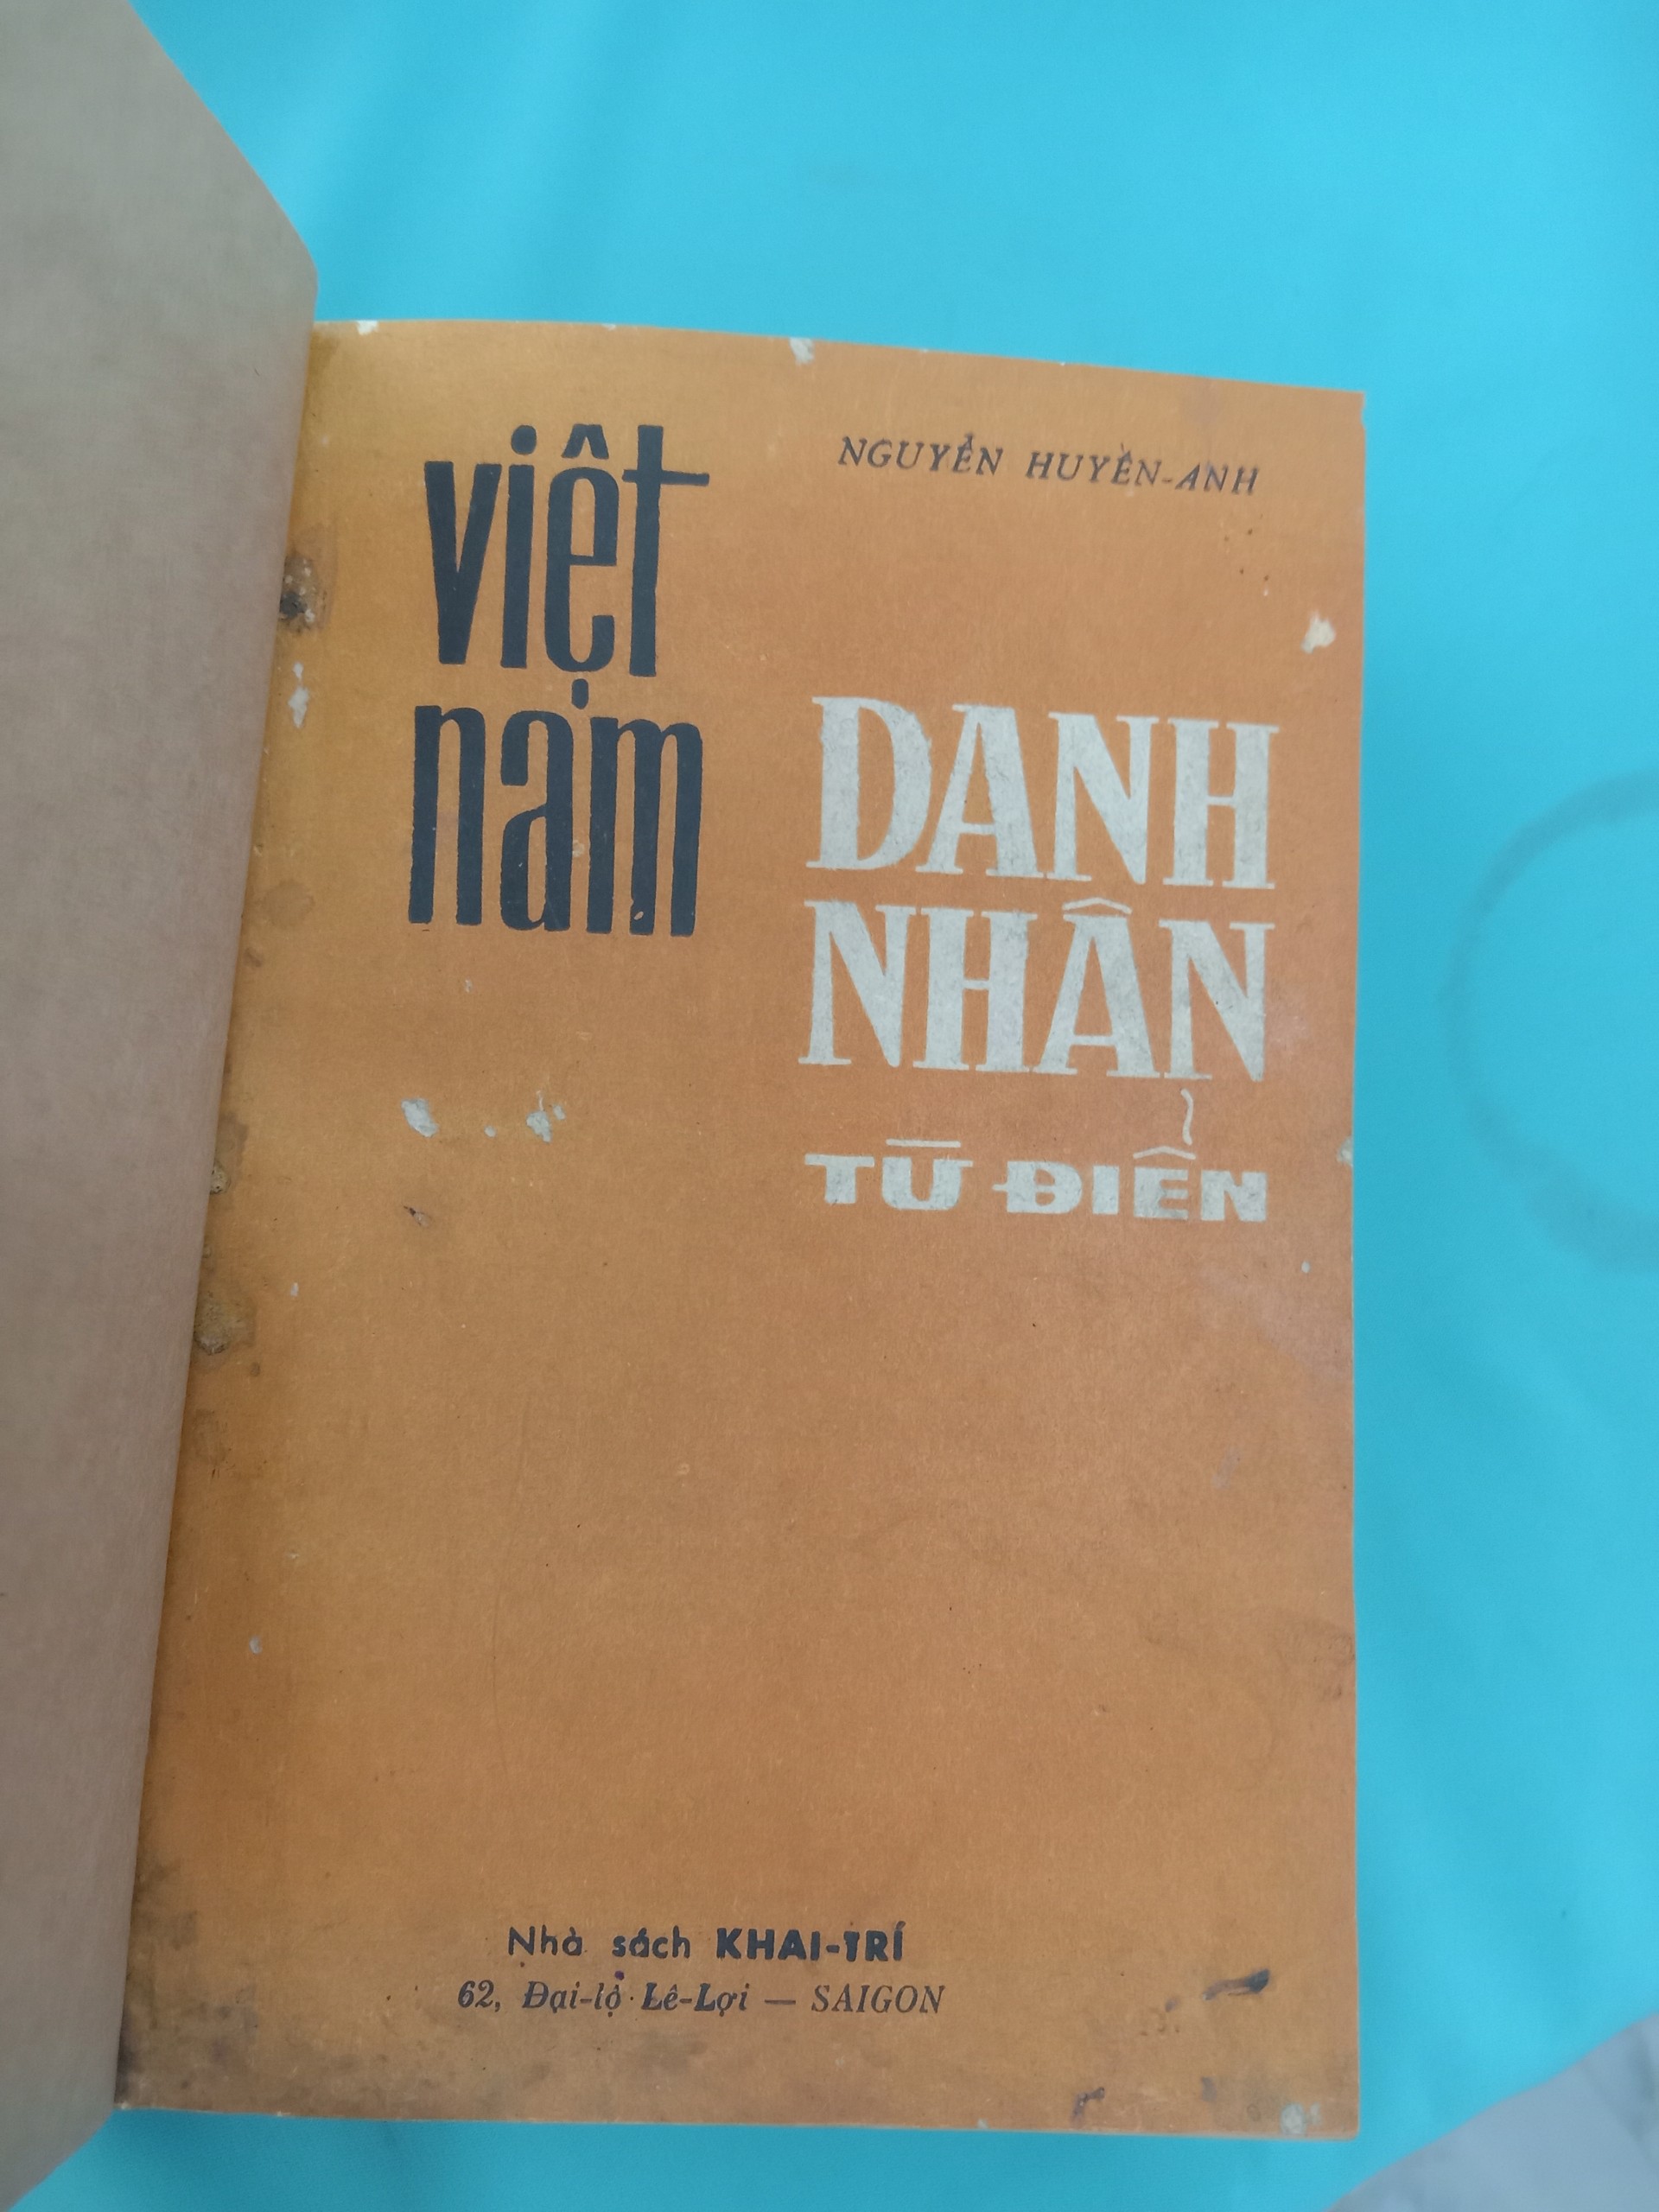 NGUYỄN HUYỀN-ANH
việt
nam
DANH
NHÂN
TỪ ĐIỂN
Nhà sách KHAI-TRÍ
62, Đại-lộ Lê-Lợi — SAIGON